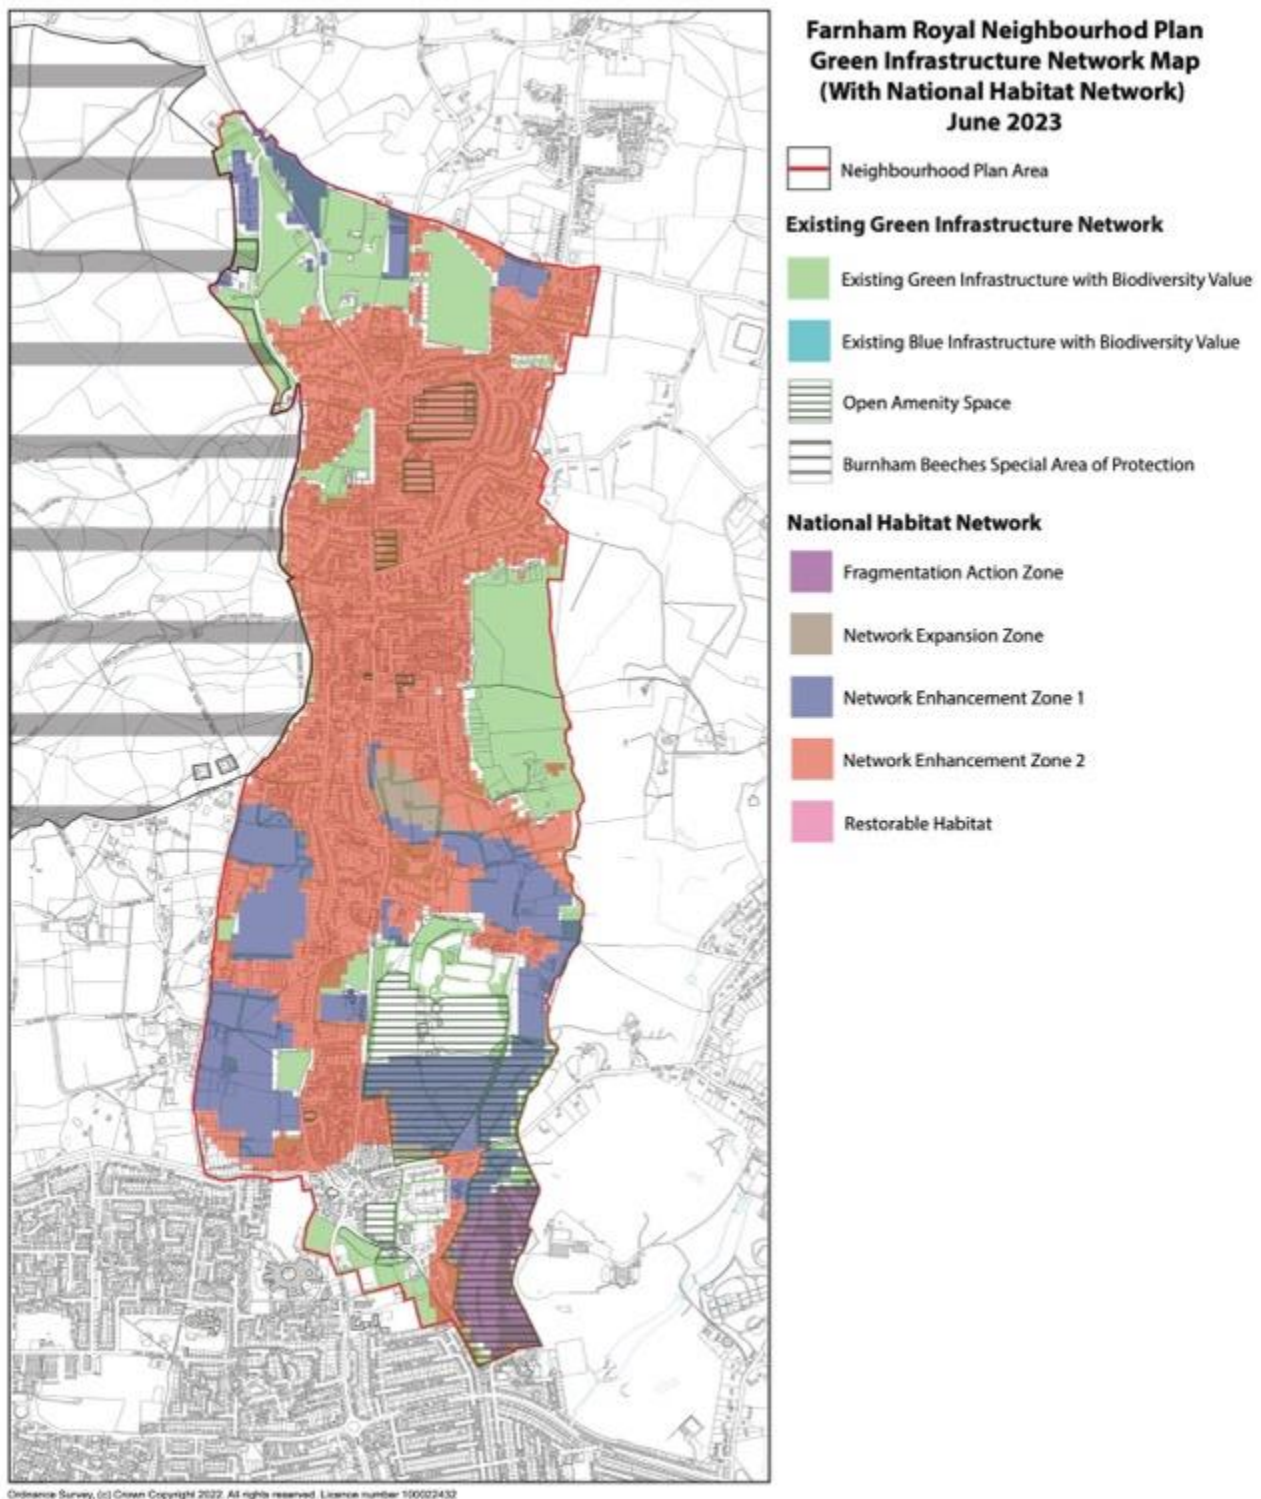 Farnham Royal Neighbourhod Plan
Green Infrastructure Network Map
(With National Habitat Network)
June 2023
Neighbourhood Plan Area
Existing Green Infrastructure Network
Existing Green Infrastructure with Biodiversity Value
Existing Blue Infrastructure with Biodiversity Value
Open Amenity Space
Burnham Beeches Special Area of Protection
National Habitat Network
Fragmentation Action Zone
Network Expansion Zone
Network Enhancement Zone 1
Network Enhancement Zone 2
Restorable Habitat
Ordnance Survey, (c) Crown Copyright 2022. All rights reserved. Licence number 100022432